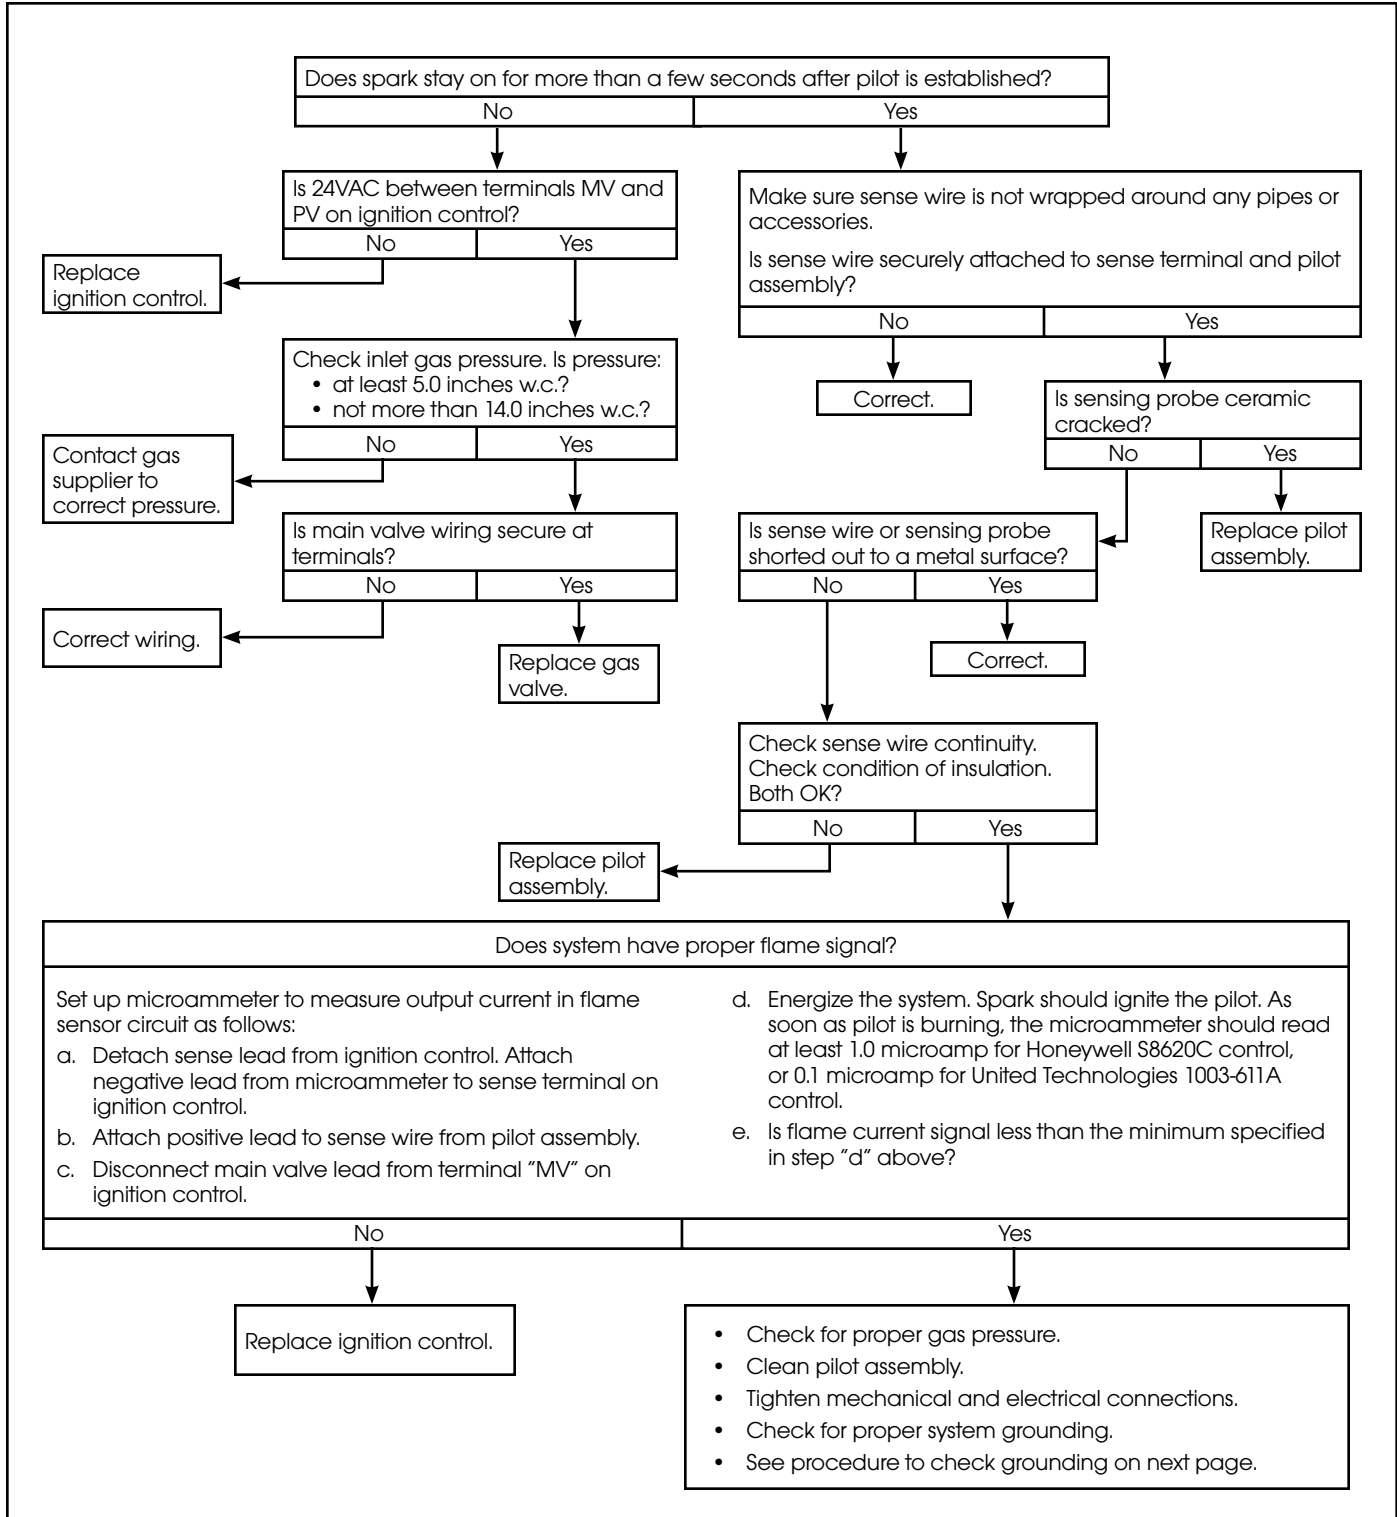 Does spark stay on for more than a few seconds after pilot is established?
No
Yes
Is 24VAC between terminals MV and
PV on ignition control?
No
Yes
Replace
ignition control.
Check inlet gas pressure. Is pressure:
• at least 5.0 inches w.c.?
• not more than 14.0 inches w.c.?
No
Yes
Contact gas
supplier to
correct pressure.
Is main valve wiring secure at
terminals?
No
Yes
Correct wiring.
Replace gas
valve.
Make sure sense wire is not wrapped around any pipes or
accessories.
Is sense wire securely attached to sense terminal and pilot
assembly?
No
Yes
Correct.
Is sensing probe ceramic
cracked?
No
Yes
Replace pilot
assembly.
Is sense wire or sensing probe
shorted out to a metal surface?
No
Yes
Correct.
Check sense wire continuity.
Check condition of insulation.
Both OK?
No
Yes
Replace pilot
assembly.
Does system have proper flame signal?
Set up microammeter to measure output current in flame
sensor circuit as follows:
a. Detach sense lead from ignition control. Attach
negative lead from microammeter to sense terminal on
ignition control.
b. Attach positive lead to sense wire from pilot assembly.
c. Disconnect main valve lead from terminal "MV" on
ignition control.
d. Energize the system. Spark should ignite the pilot. As
soon as pilot is burning, the microammeter should read
at least 1.0 microamp for Honeywell S8620C control,
or 0.1 microamp for United Technologies 1003-611A
control.
e. Is flame current signal less than the minimum specified
in step "d" above?
No
Yes
Replace ignition control.
• Check for proper gas pressure.
• Clean pilot assembly.
• Tighten mechanical and electrical connections.
• Check for proper system grounding.
• See procedure to check grounding on next page.